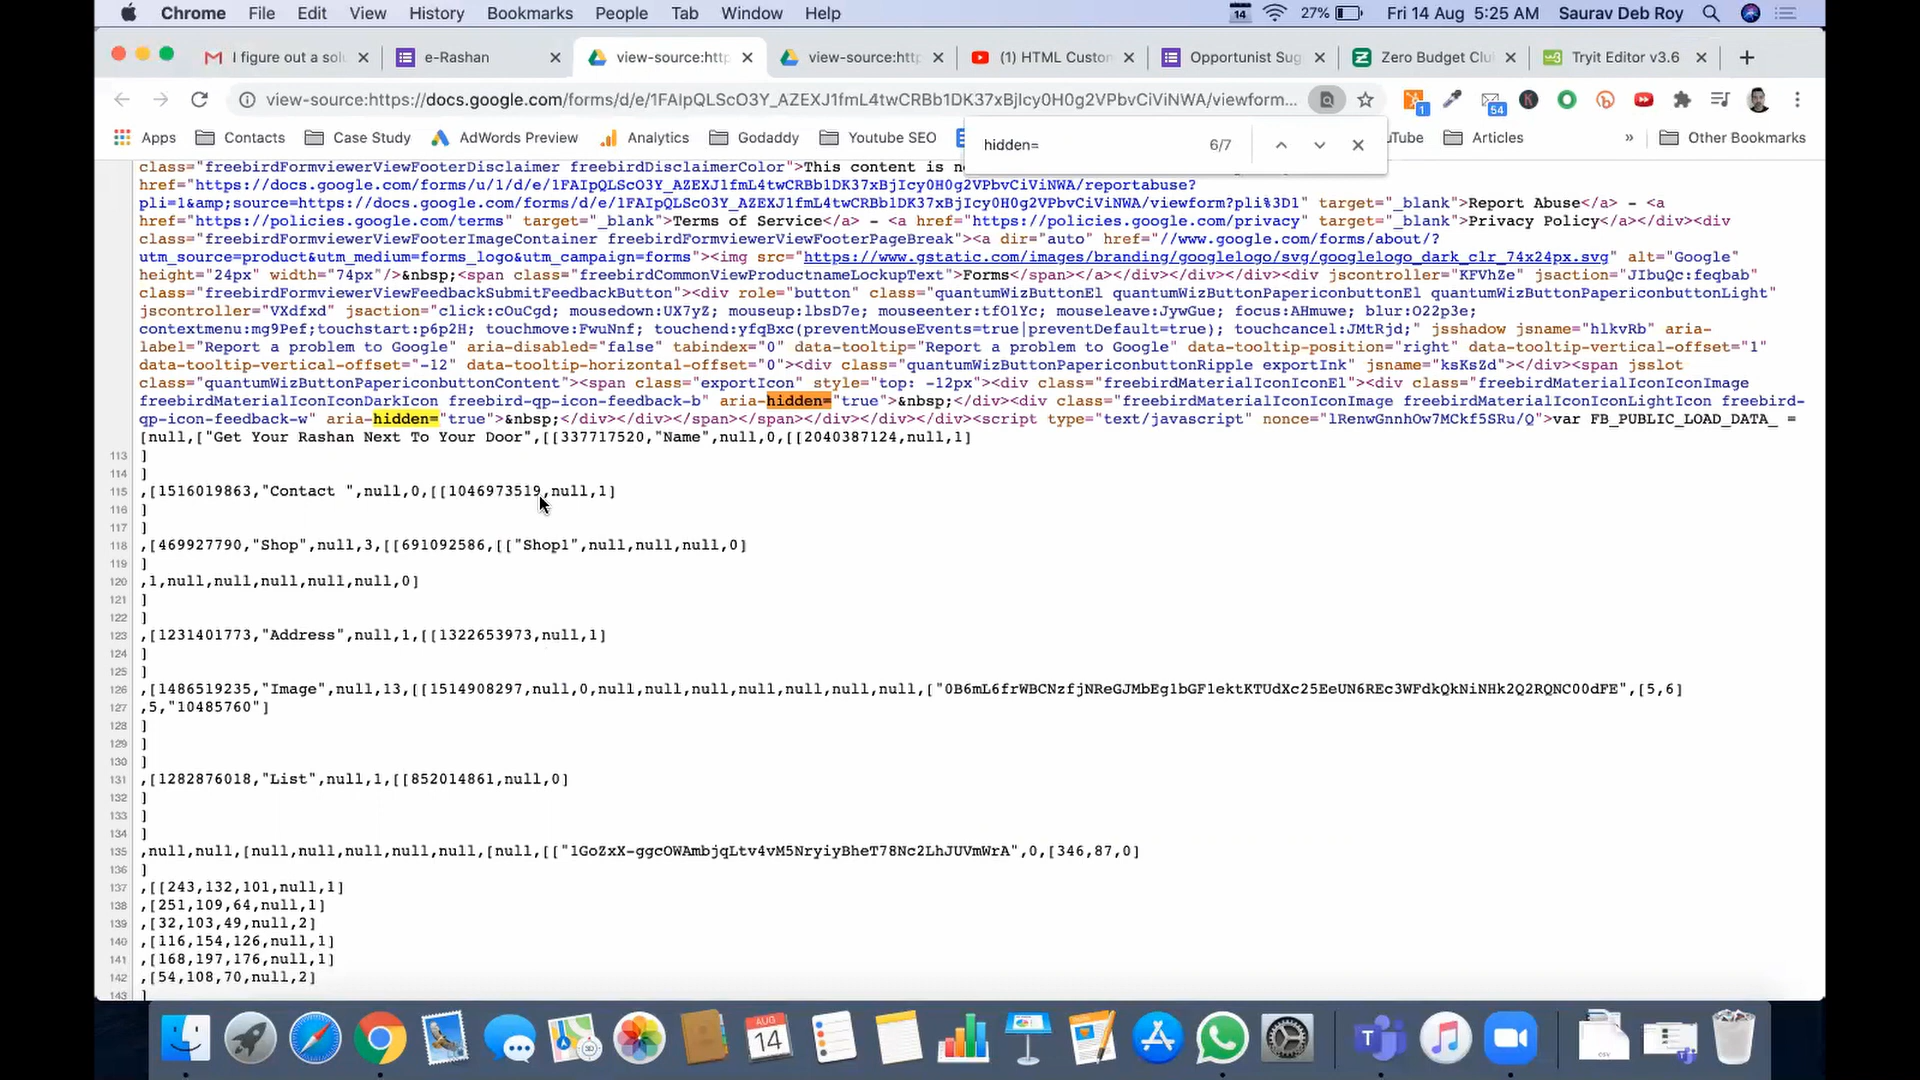 Chrome File Edit View History Bookmarks People Tab Window Help 14 27% Fri 14 Aug 5:25 AM Saurav Deb Roy
I figure out a sol e-Rashan view-source:http view-source:http (1) HTML Custon Opportunist Sug Zero Budget Clu Tryit Editor v3.6
view-source:https://docs.google.com/forms/d/e/1FAIpQLScO3Y_AZEXJ1fmL4twCRBb1DK37xBjIcy0H0g2VPbvCiViNWA/viewform... 1 54
Apps Contacts Case Study AdWords Preview Analytics Godaddy Youtube SEO uTube Articles » Other Bookmarks
hidden= 6/7
class="freebirdFormviewerViewFooterDisclaimer freebirdDisclaimerColor">This content is n
href="https://docs.google.com/forms/u/1/d/e/1FAIpQLScO3Y_AZEXJ1fmL4twCRBb1DK37xBjIcy0H0g2VPbvCiViNWA/reportabuse?
pli=1&amp;source=https://docs.google.com/forms/d/e/1FAIpQLScO3Y_AZEXJ1fmL4twCRBb1DK37xBjIcy0H0g2VPbvCiViNWA/viewform?pli%3D1" target="_blank">Report Abuse</a> - <a
href="https://policies.google.com/terms" target="_blank">Terms of Service</a> - <a href="https://policies.google.com/privacy" target="_blank">Privacy Policy</a></div><div
class="freebirdFormviewerViewFooterImageContainer freebirdFormviewerViewFooterPageBreak"><a dir="auto" href="//www.google.com/forms/about/?
utm_source=product&utm_medium=forms_logo&utm_campaign=forms"><img src="https://www.gstatic.com/images/branding/googlelogo/svg/googlelogo_dark_clr_74x24px.svg" alt="Google"
height="24px" width="74px"/>&nbsp;<span class="freebirdCommonViewProductnameLockupText">Forms</span></a></div></div></div><div jscontroller="KFVhZe" jsaction="JIbuQc:feqbab"
class="freebirdFormviewerViewFeedbackSubmitFeedbackButton"><div role="button" class="quantumWizButtonEl quantumWizButtonPapericonbuttonEl quantumWizButtonPapericonbuttonLight"
jscontroller="VXdfxd" jsaction="click:cOuCgd; mousedown:UX7yZ; mouseup:lbsD7e; mouseenter:tfO1Yc; mouseleave:JywGue; focus:AHmuwe; blur:O22p3e;
contextmenu:mg9Pef;touchstart:p6p2H; touchmove:FwuNnf; touchend:yfqBxc(preventMouseEvents=true|preventDefault=true); touchcancel:JMtRjd;" jsshadow jsname="hlkvRb" aria-
label="Report a problem to Google" aria-disabled="false" tabindex="0" data-tooltip="Report a problem to Google" data-tooltip-position="right" data-tooltip-vertical-offset="1"
data-tooltip-vertical-offset="-12" data-tooltip-horizontal-offset="0"><div class="quantumWizButtonPapericonbuttonRipple exportInk" jsname="ksKsZd"></div><span jsslot
class="quantumWizButtonPapericonbuttonContent"><span class="exportIcon" style="top: -12px"><div class="freebirdMaterialIconIconEl"><div class="freebirdMaterialIconIconImage
freebirdMaterialIconIconDarkIcon freebird-qp-icon-feedback-b" aria-hidden="true">&nbsp;</div><div class="freebirdMaterialIconIconImage freebirdMaterialIconIconLightIcon freebird-
qp-icon-feedback-w" aria-hidden="true">&nbsp;</div></div></span></span></div></div><script type="text/javascript" nonce="lRenwGnnhOw7MCkf5SRu/Q">var FB_PUBLIC_LOAD_DATA_ =
[null,["Get Your Rashan Next To Your Door",[[337717520,"Name",null,0,[[2040387124,null,1]
113 ]
114 ]
115 ,[1516019863,"Contact ",null,0,[[1046973519,null,1]
116 ]
117 ]
118 ,[469927790,"Shop",null,3,[[691092586,[["Shop1",null,null,null,0]
119 ]
120 ,1,null,null,null,null,null,0]
121 ]
122 ]
123 ,[1231401773,"Address",null,1,[[1322653973,null,1]
124 ]
125 ]
126 ,[1486519235,"Image",null,13,[[1514908297,null,0,null,null,null,null,null,null,null,["0B6mL6frWBCNzfjNReGJMbEg1bGFlektKTUdXc25EeUN6REc3WFdkQkNiNHk2Q2RQNC00dFE",[5,6]
127 ,5,"10485760"]
128 ]
129 ]
130 ]
131 ,[1282876018,"List",null,1,[[852014861,null,0]
132 ]
133 ]
134 ]
135 ,null,null,[null,null,null,null,null,[null,[["1GoZxX-ggcOWAmbjqLtv4vM5NryiyBheT78Nc2LhJUVmWrA",0,[346,87,0]
136 ]
137 ,[[243,132,101,null,1]
138 ,[251,109,64,null,1]
139 ,[32,103,49,null,2]
140 ,[116,154,126,null,1]
141 ,[168,197,176,null,1]
142 ,[54,108,70,null,2]
143 ]
AUG
14
CSV